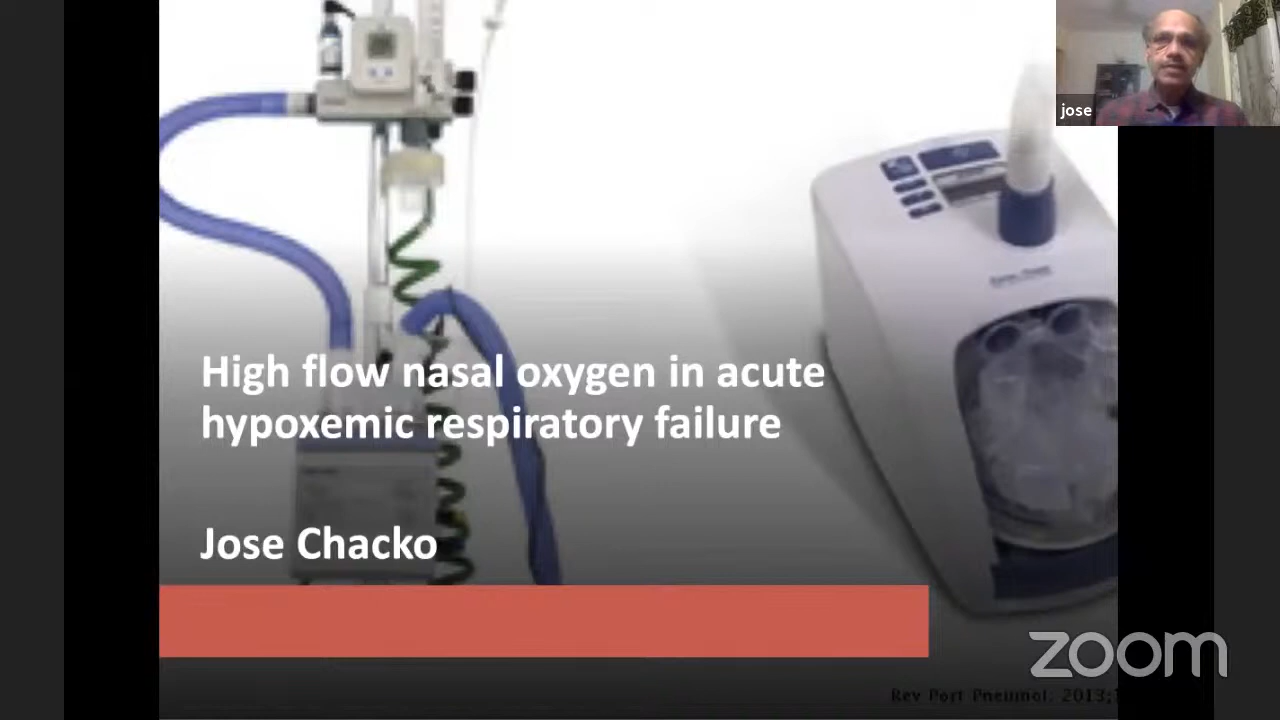 jose
High flow nasal oxygen in acute
hypoxemic respiratory failure
Jose Chacko
zoom
Rev Port Pneumol. 2013;